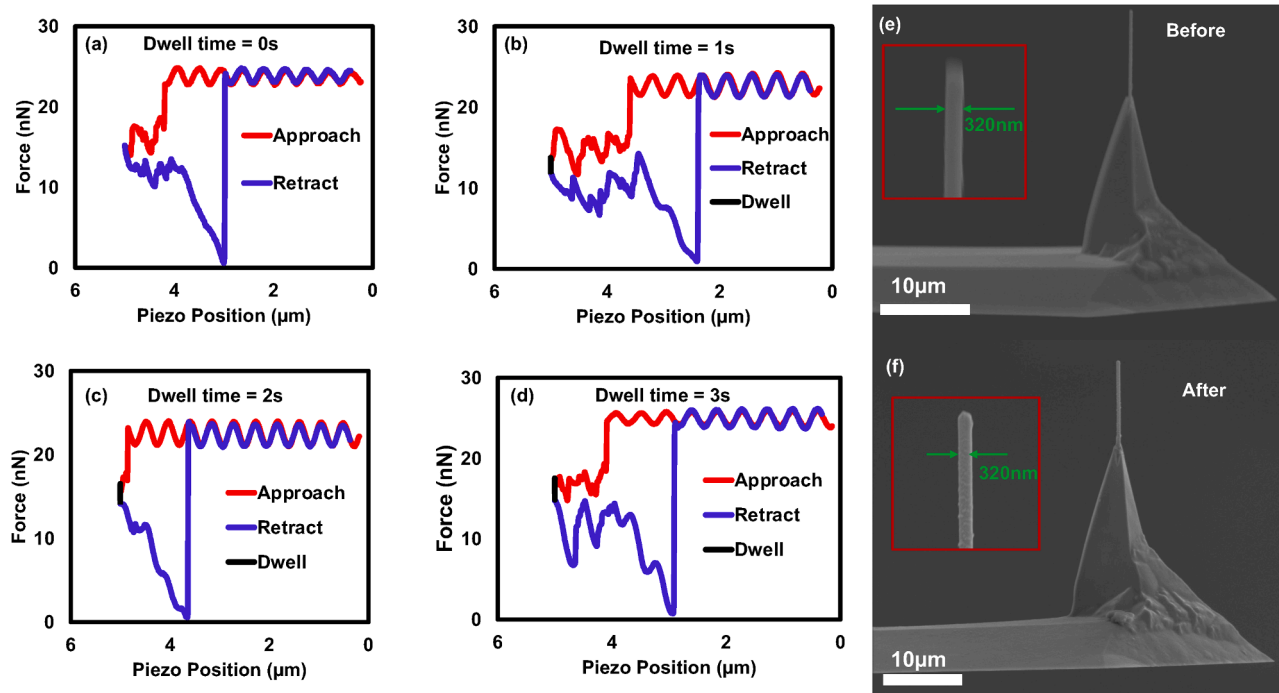 (a)
Dwell time = 0s
30
20
10
0
Force (nN)
Approach
Retract
6
4
2
0
Piezo Position (µm)
(b)
Dwell time = 1s
30
20
10
0
Force (nN)
Approach
Retract
Dwell
6
4
2
0
Piezo Position (µm)
(e)
Before
320nm
10µm
(c)
Dwell time = 2s
30
20
10
0
Force (nN)
Approach
Retract
Dwell
6
4
2
0
Piezo Position (µm)
(d)
Dwell time = 3s
30
20
10
0
Force (nN)
Approach
Retract
Dwell
6
4
2
0
Piezo Position (µm)
(f)
After
320nm
10µm